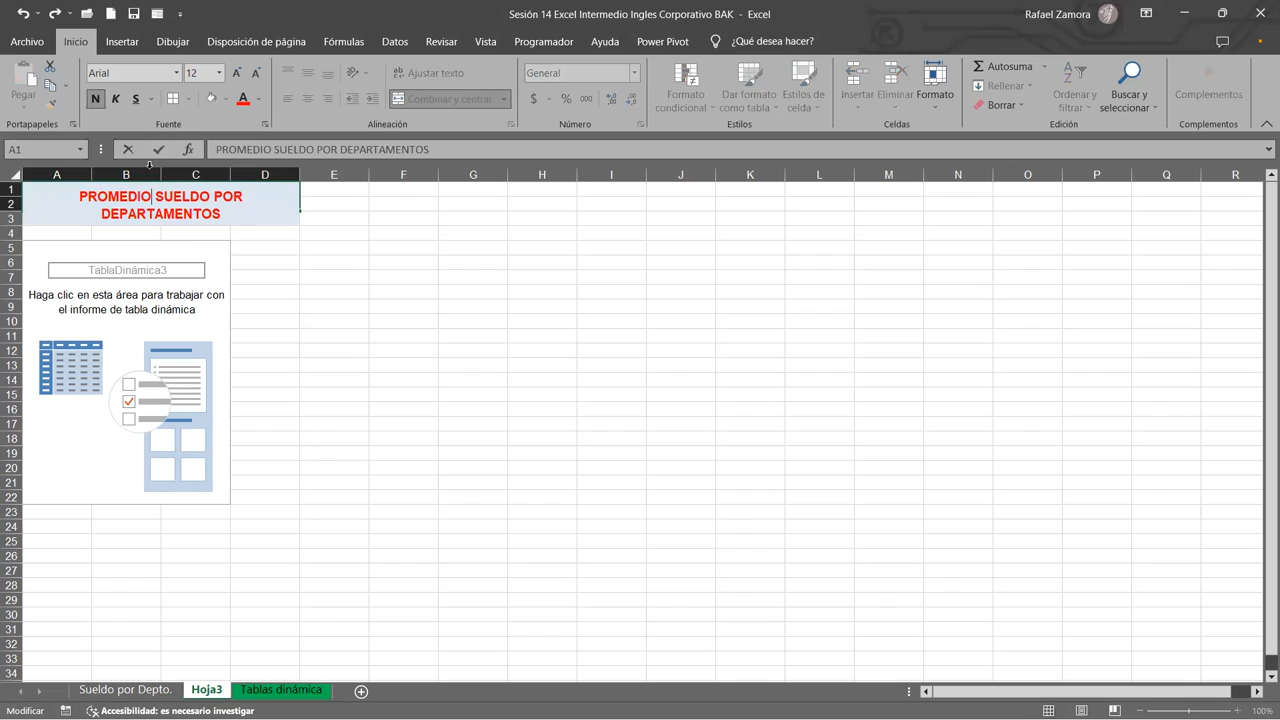 Sesión 14 Excel Intermedio Ingles Corporativo BAK - Excel
Rafael Zamora
Archivo Inicio Insertar Dibujar Disposición de página Fórmulas Datos Revisar Vista Programador Ayuda Power Pivot ¿Qué desea hacer?
Pegar
Arial 12
N K S
Ajustar texto
Combinar y centrar
General
$ % 000
Formato condicional
Dar formato como tabla
Estilos de celda
Insertar Eliminar Formato
Autosuma
Rellenar
Borrar
Ordenar y filtrar
Buscar y seleccionar
Complementos
Portapapeles Fuente Alineación Número Estilos Celdas Edición Complementos
A1 fx PROMEDIO SUELDO POR DEPARTAMENTOS
A B C D E F G H I J K L M N O P Q R
1
2
3
4
5
6
7
8
9
10
11
12
13
14
15
16
17
18
19
20
21
22
23
24
25
26
27
28
29
30
31
32
33
34
PROMEDIO SUELDO POR
DEPARTAMENTOS
TablaDinámica3
Haga clic en esta área para trabajar con
el informe de tabla dinámica
Sueldo por Depto. Hoja3 Tablas dinámica
Modificar Accesibilidad: es necesario investigar 100%